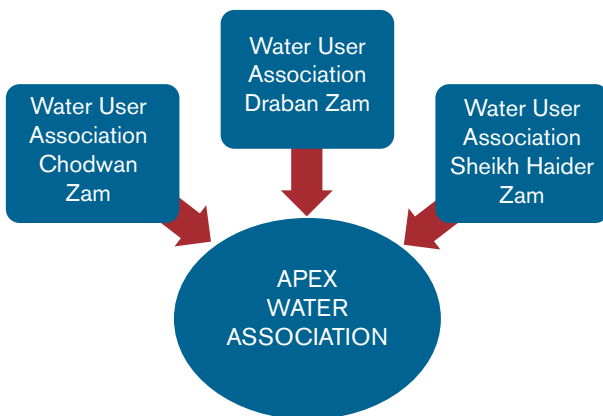 Water User
Association
Chodwan
Zam
Water User
Association
Draban Zam
Water User
Association
Sheikh Haider
Zam
APEX
WATER
ASSOCIATION